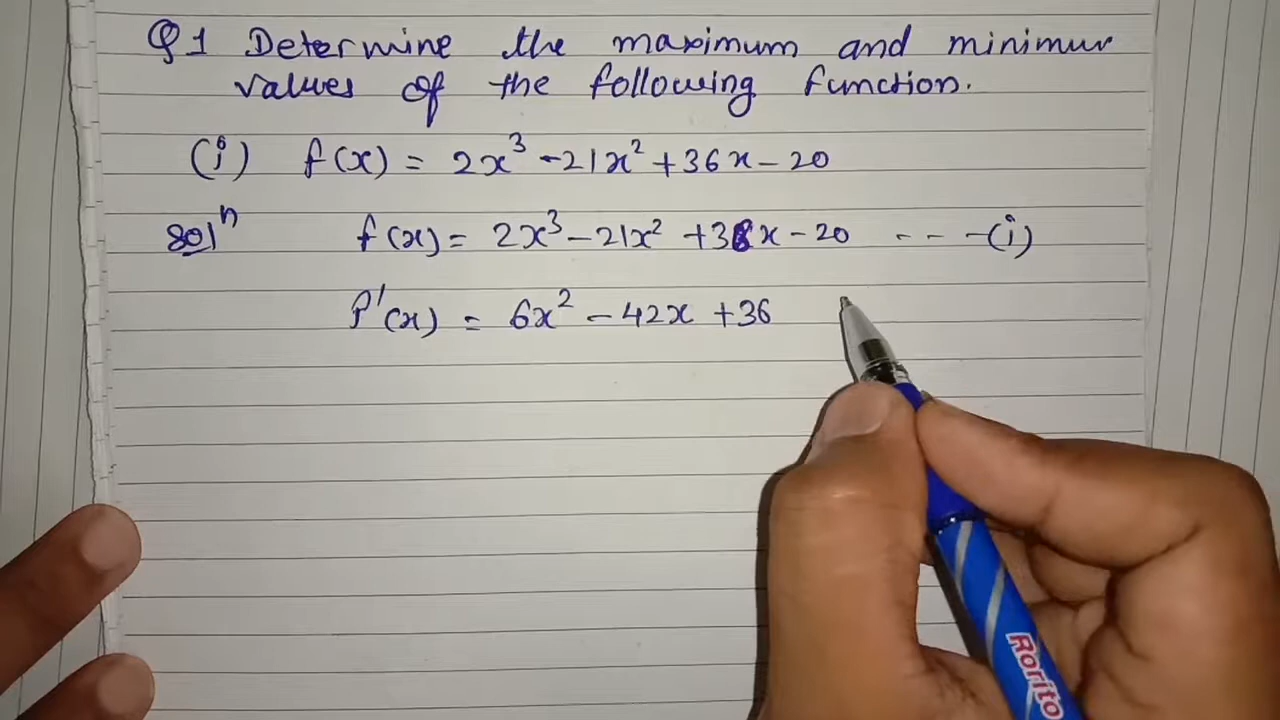 Q1 Determine the maximum and minimum
values of the following function.
(i) f(x) = 2x³ - 21x² + 36x - 20
solⁿ f(x) = 2x³ - 21x² + 36x - 20 - - - (i)
f'(x) = 6x² - 42x + 36
Rorito